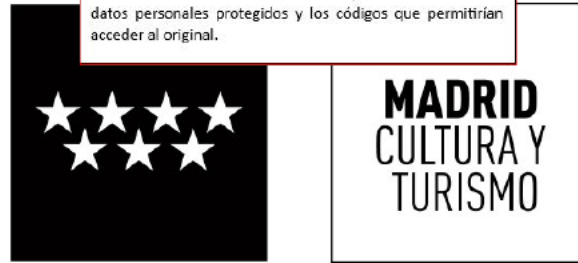 datos personales protegidos y los códigos que permitirían
acceder al original.
MADRID
CULTURA Y
TURISMO